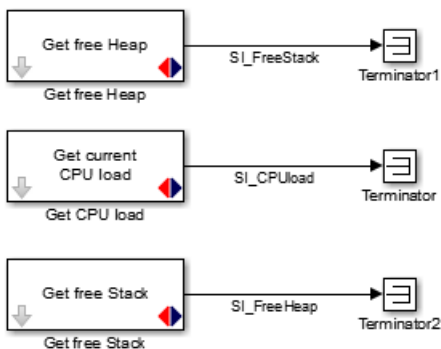 Get free Heap
SI_FreeStack
Terminator1
Get free Heap
Get current
CPU load
SI_CPUload
Terminator
Get CPU load
Get free Stack
SI_FreeHeap
Terminator2
Get free Stack